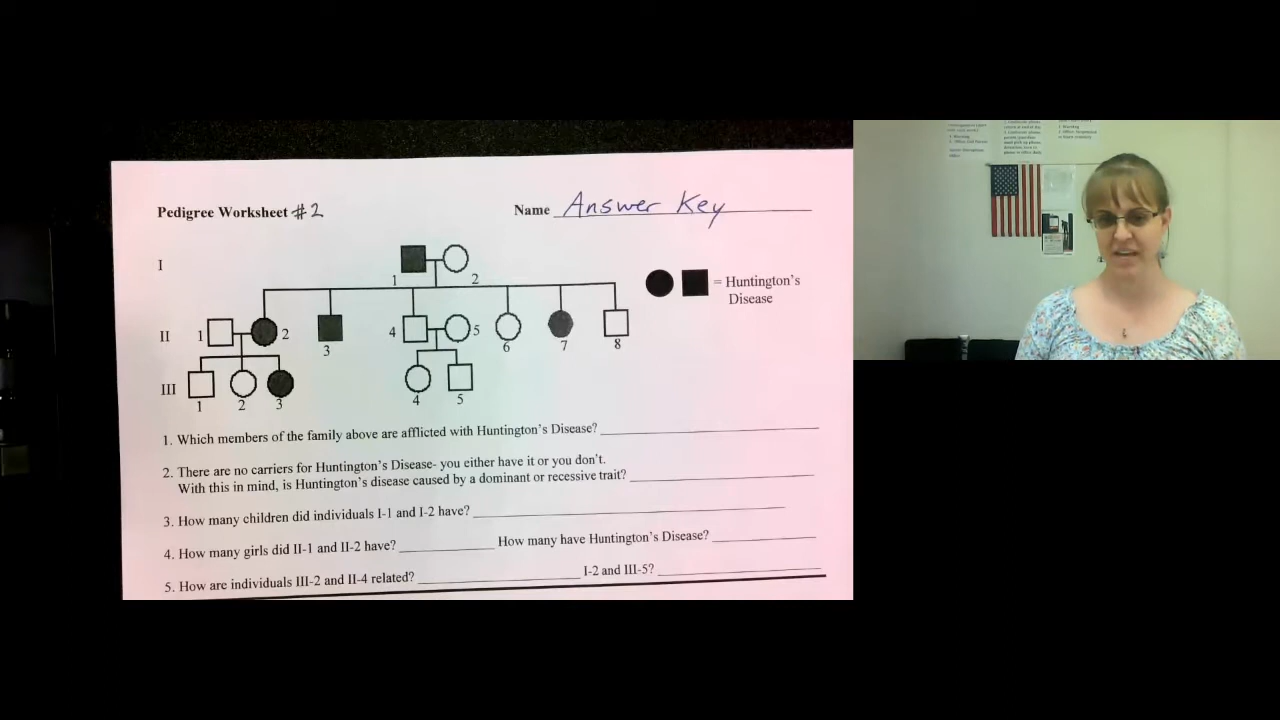 Pedigree Worksheet #2 Name Answer Key
I
1 2
= Huntington's
Disease
II 1 2 3 4 5 6 7 8
III
1 2 3 4 5
1. Which members of the family above are afflicted with Huntington's Disease?
2. There are no carriers for Huntington's Disease- you either have it or you don't.
With this in mind, is Huntington's disease caused by a dominant or recessive trait?
3. How many children did individuals I-1 and I-2 have?
4. How many girls did II-1 and II-2 have? How many have Huntington's Disease?
5. How are individuals III-2 and II-4 related? I-2 and III-5?